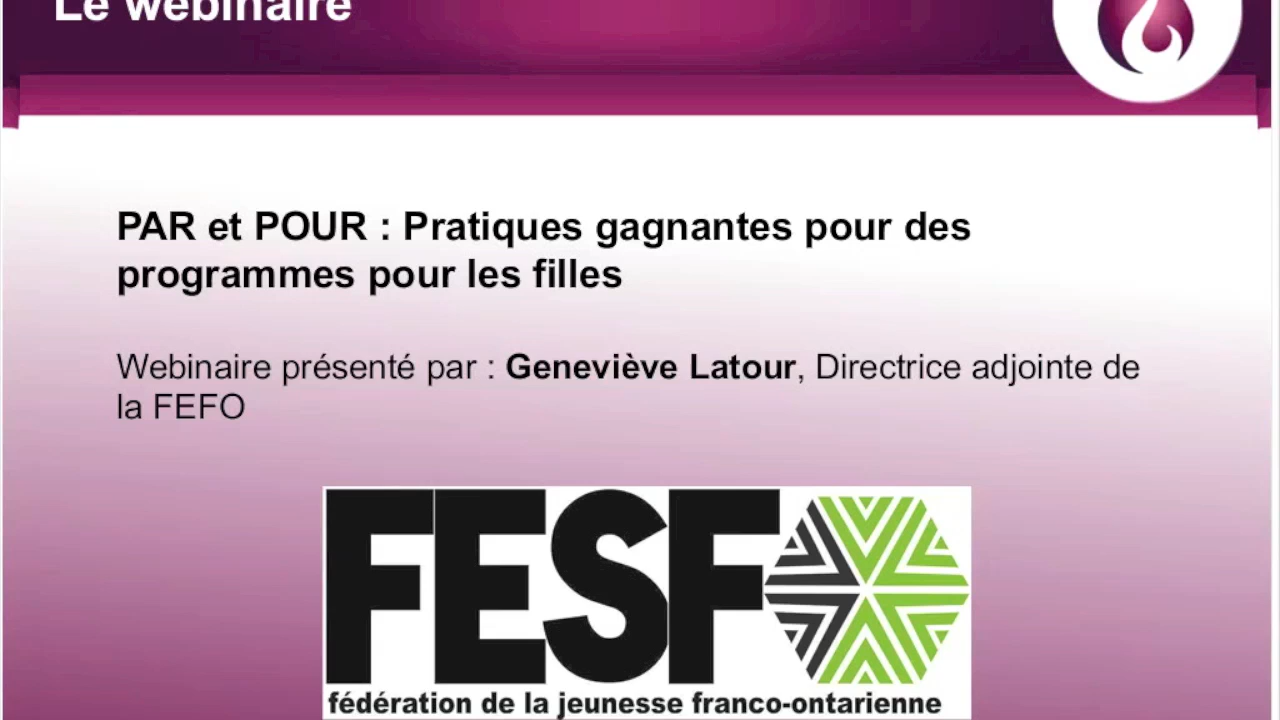 Le webinaire
PAR et POUR : Pratiques gagnantes pour des
programmes pour les filles
Webinaire présenté par : Geneviève Latour, Directrice adjointe de
la FEFO
FESFO
fédération de la jeunesse franco-ontarienne